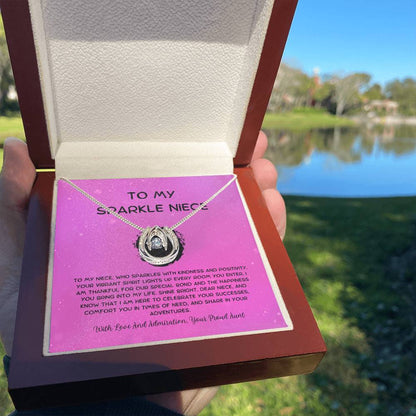 TO MY
SPARKLE NIECE
TO MY NIECE, WHO SPARKLES WITH KINDNESS AND POSITIVITY,
YOUR VIBRANT SPIRIT LIGHTS UP EVERY ROOM YOU ENTER. I
AM THANKFUL FOR OUR SPECIAL BOND AND THE HAPPINESS
YOU BRING INTO MY LIFE. SHINE BRIGHT, DEAR NIECE, AND
KNOW THAT I AM HERE TO CELEBRATE YOUR SUCCESSES,
COMFORT YOU IN TIMES OF NEED, AND SHARE IN YOUR
ADVENTURES.
With Love And Admiration, Your Proud Aunt